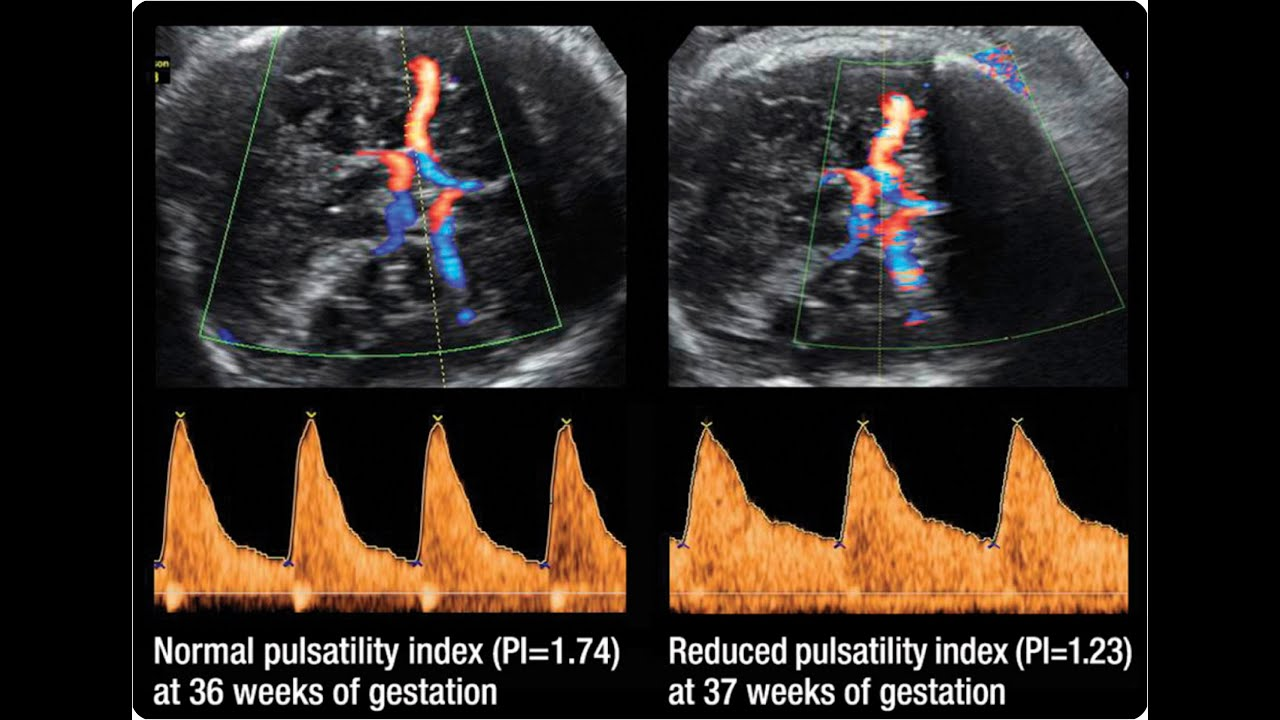 son
Normal pulsatility index (PI=1.74)
at 36 weeks of gestation
Reduced pulsatility index (PI=1.23)
at 37 weeks of gestation